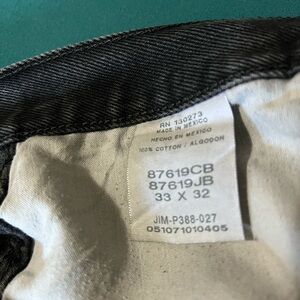 RN 130273
MADE IN MEXICO
HECHO EN MEXICO
100% COTTON / ALGODON
87619CB
87619JB
33 X 32
JIM-P388-027
051071010405